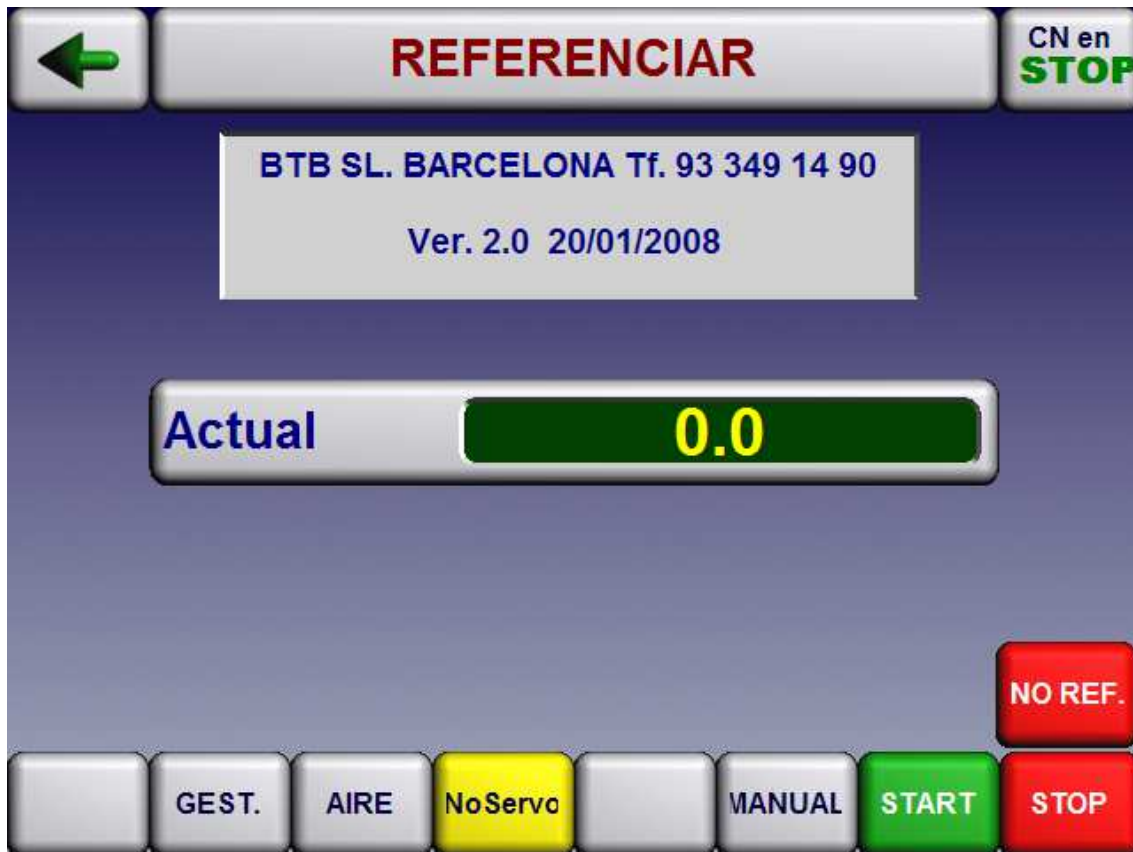 REFERENCIAR
CN en
STOP
BTB SL. BARCELONA Tf. 93 349 14 90
Ver. 2.0 20/01/2008
Actual
0.0
NO REF.
GEST.
AIRE
NoServo
MANUAL
START
STOP